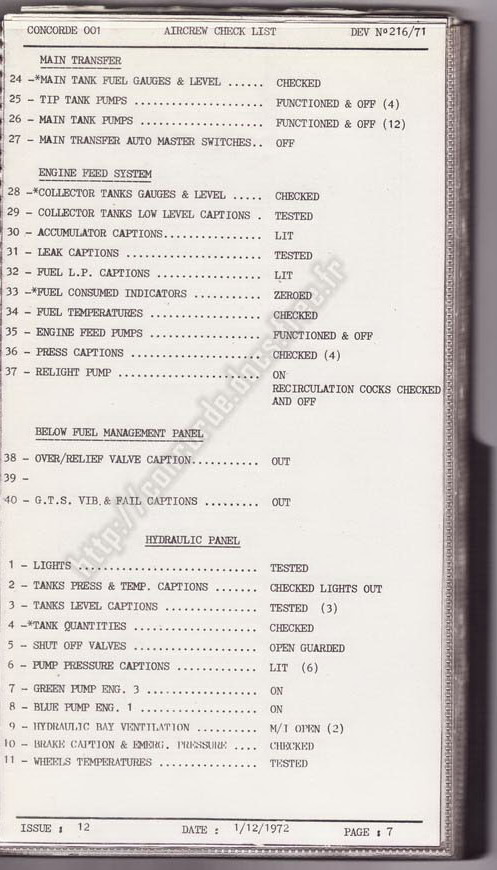 CONCORDE 001 AIRCREW CHECK LIST DEV Nº216/71
MAIN TRANSFER
24 -*MAIN TANK FUEL GAUGES & LEVEL ...... CHECKED
25 - TIP TANK PUMPS ................... FUNCTIONED & OFF (4)
26 - MAIN TANK PUMPS .................. FUNCTIONED & OFF (12)
27 - MAIN TRANSFER AUTO MASTER SWITCHES.. OFF
ENGINE FEED SYSTEM
28 -*COLLECTOR TANKS GAUGES & LEVEL ..... CHECKED
29 - COLLECTOR TANKS LOW LEVEL CAPTIONS . TESTED
30 - ACCUMULATOR CAPTIONS............... LIT
31 - LEAK CAPTIONS .................... TESTED
32 - FUEL L.P. CAPTIONS ............... LIT
33 -*FUEL CONSUMED INDICATORS .......... ZEROED
34 - FUEL TEMPERATURES ................ CHECKED
35 - ENGINE FEED PUMPS ................ FUNCTIONED & OFF
36 - PRESS CAPTIONS ................... CHECKED (4)
37 - RELIGHT PUMP ..................... ON
RECIRCULATION COCKS CHECKED
AND OFF
BELOW FUEL MANAGEMENT PANEL
38 - OVER/RELIEF VALVE CAPTION.......... OUT
39 -
40 - G.T.S. VIB.& FAIL CAPTIONS ........ OUT
HYDRAULIC PANEL
1 - LIGHTS ........................... TESTED
2 - TANKS PRESS & TEMP. CAPTIONS ...... CHECKED LIGHTS OUT
3 - TANKS LEVEL CAPTIONS ............. TESTED (3)
4 -*TANK QUANTITIES .................. CHECKED
5 - SHUT OFF VALVES .................. OPEN GUARDED
6 - PUMP PRESSURE CAPTIONS ............ LIT (6)
7 - GREEN PUMP ENG. 3 ................ ON
8 - BLUE PUMP ENG. 1 ................. ON
9 - HYDRAULIC BAY VENTILATION ......... M/I OPEN (2)
10 - BRAKE CAPTION & EMERG. PRESSURE .... CHECKED
11 - WHEELS TEMPERATURES .............. TESTED
ISSUE : 12 DATE : 1/12/1972 PAGE : 7